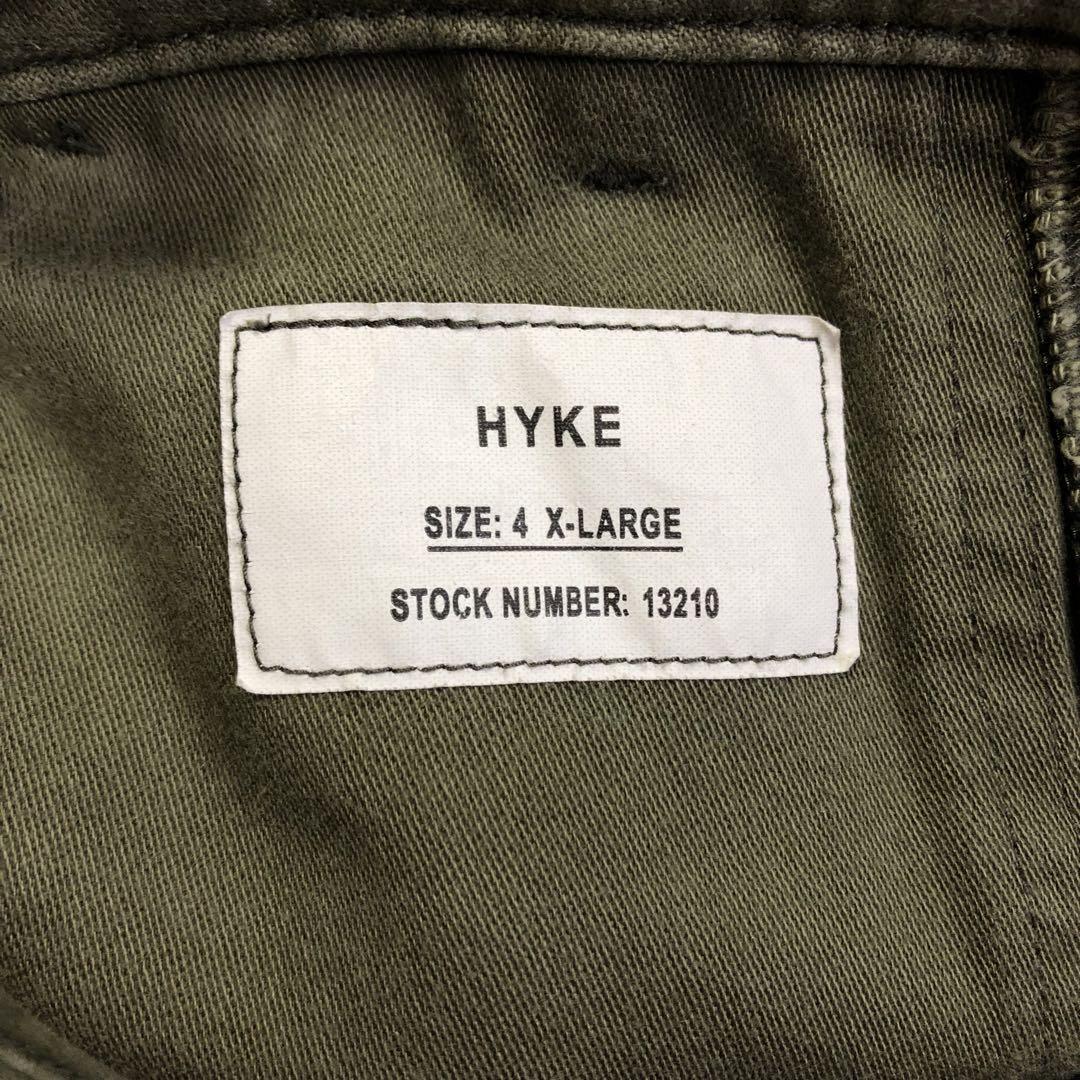 HYKE
SIZE: 4 X-LARGE
STOCK NUMBER: 13210